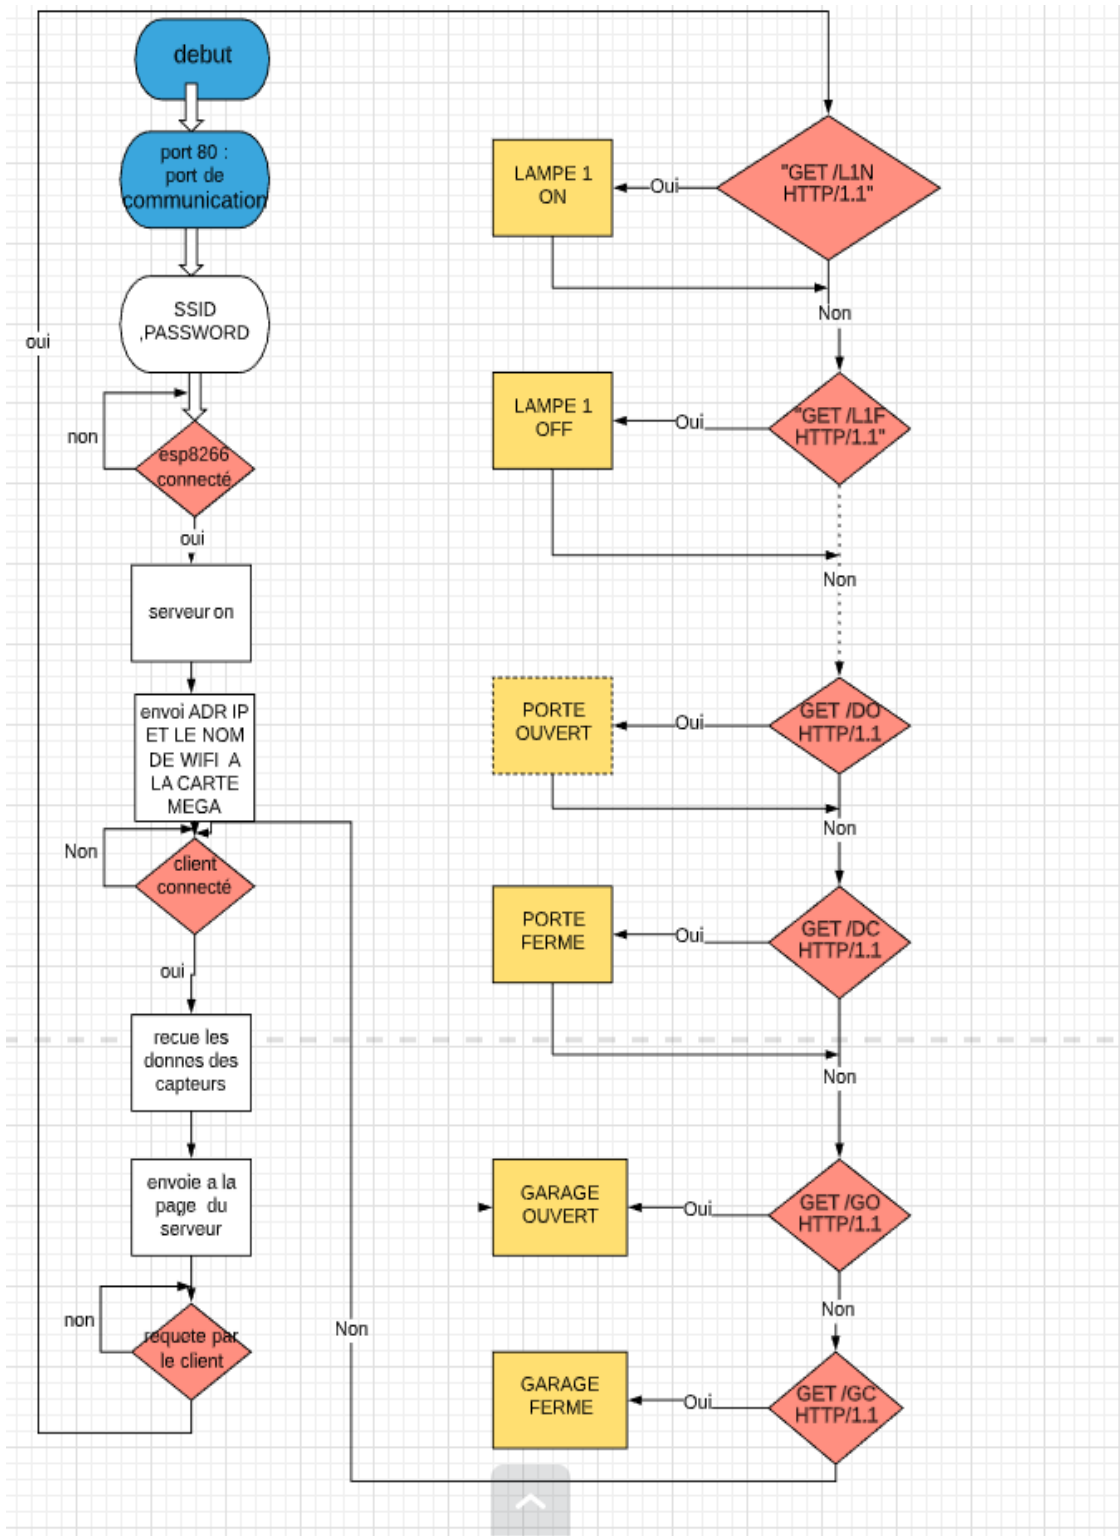 debut
port 80 :
port de
communication
SSID
,PASSWORD
oui
non
esp8266
connecté
oui
serveur on
envoi ADR IP
ET LE NOM
DE WIFI A
LA CARTE
MEGA
Non
client
connecté
oui
recue les
donnes des
capteurs
envoie a la
page du
serveur
non
requete par
le client
Non
"GET /L1N
HTTP/1.1"
Oui
LAMPE 1
ON
Non
"GET /L1F
HTTP/1.1"
Oui
LAMPE 1
OFF
Non
GET /DO
HTTP/1.1
Oui
PORTE
OUVERT
Non
GET /DC
HTTP/1.1
Oui
PORTE
FERME
Non
GET /GO
HTTP/1.1
Oui
GARAGE
OUVERT
Non
GET /GC
HTTP/1.1
Oui
GARAGE
FERME